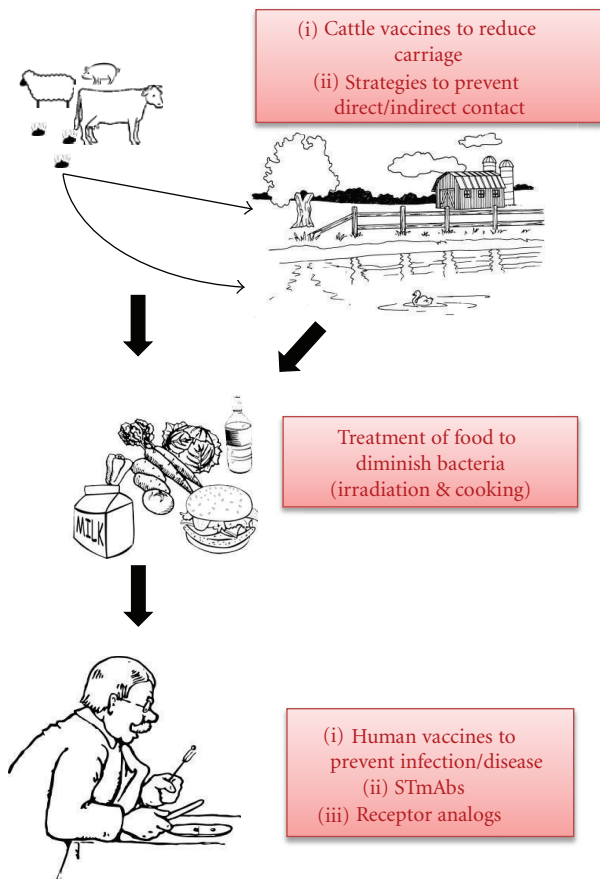 (i) Cattle vaccines to reduce
carriage
(ii) Strategies to prevent
direct/indirect contact
Treatment of food to
diminish bacteria
(irradiation & cooking)
MILK
(i) Human vaccines to
prevent infection/disease
(ii) STmAbs
(iii) Receptor analogs